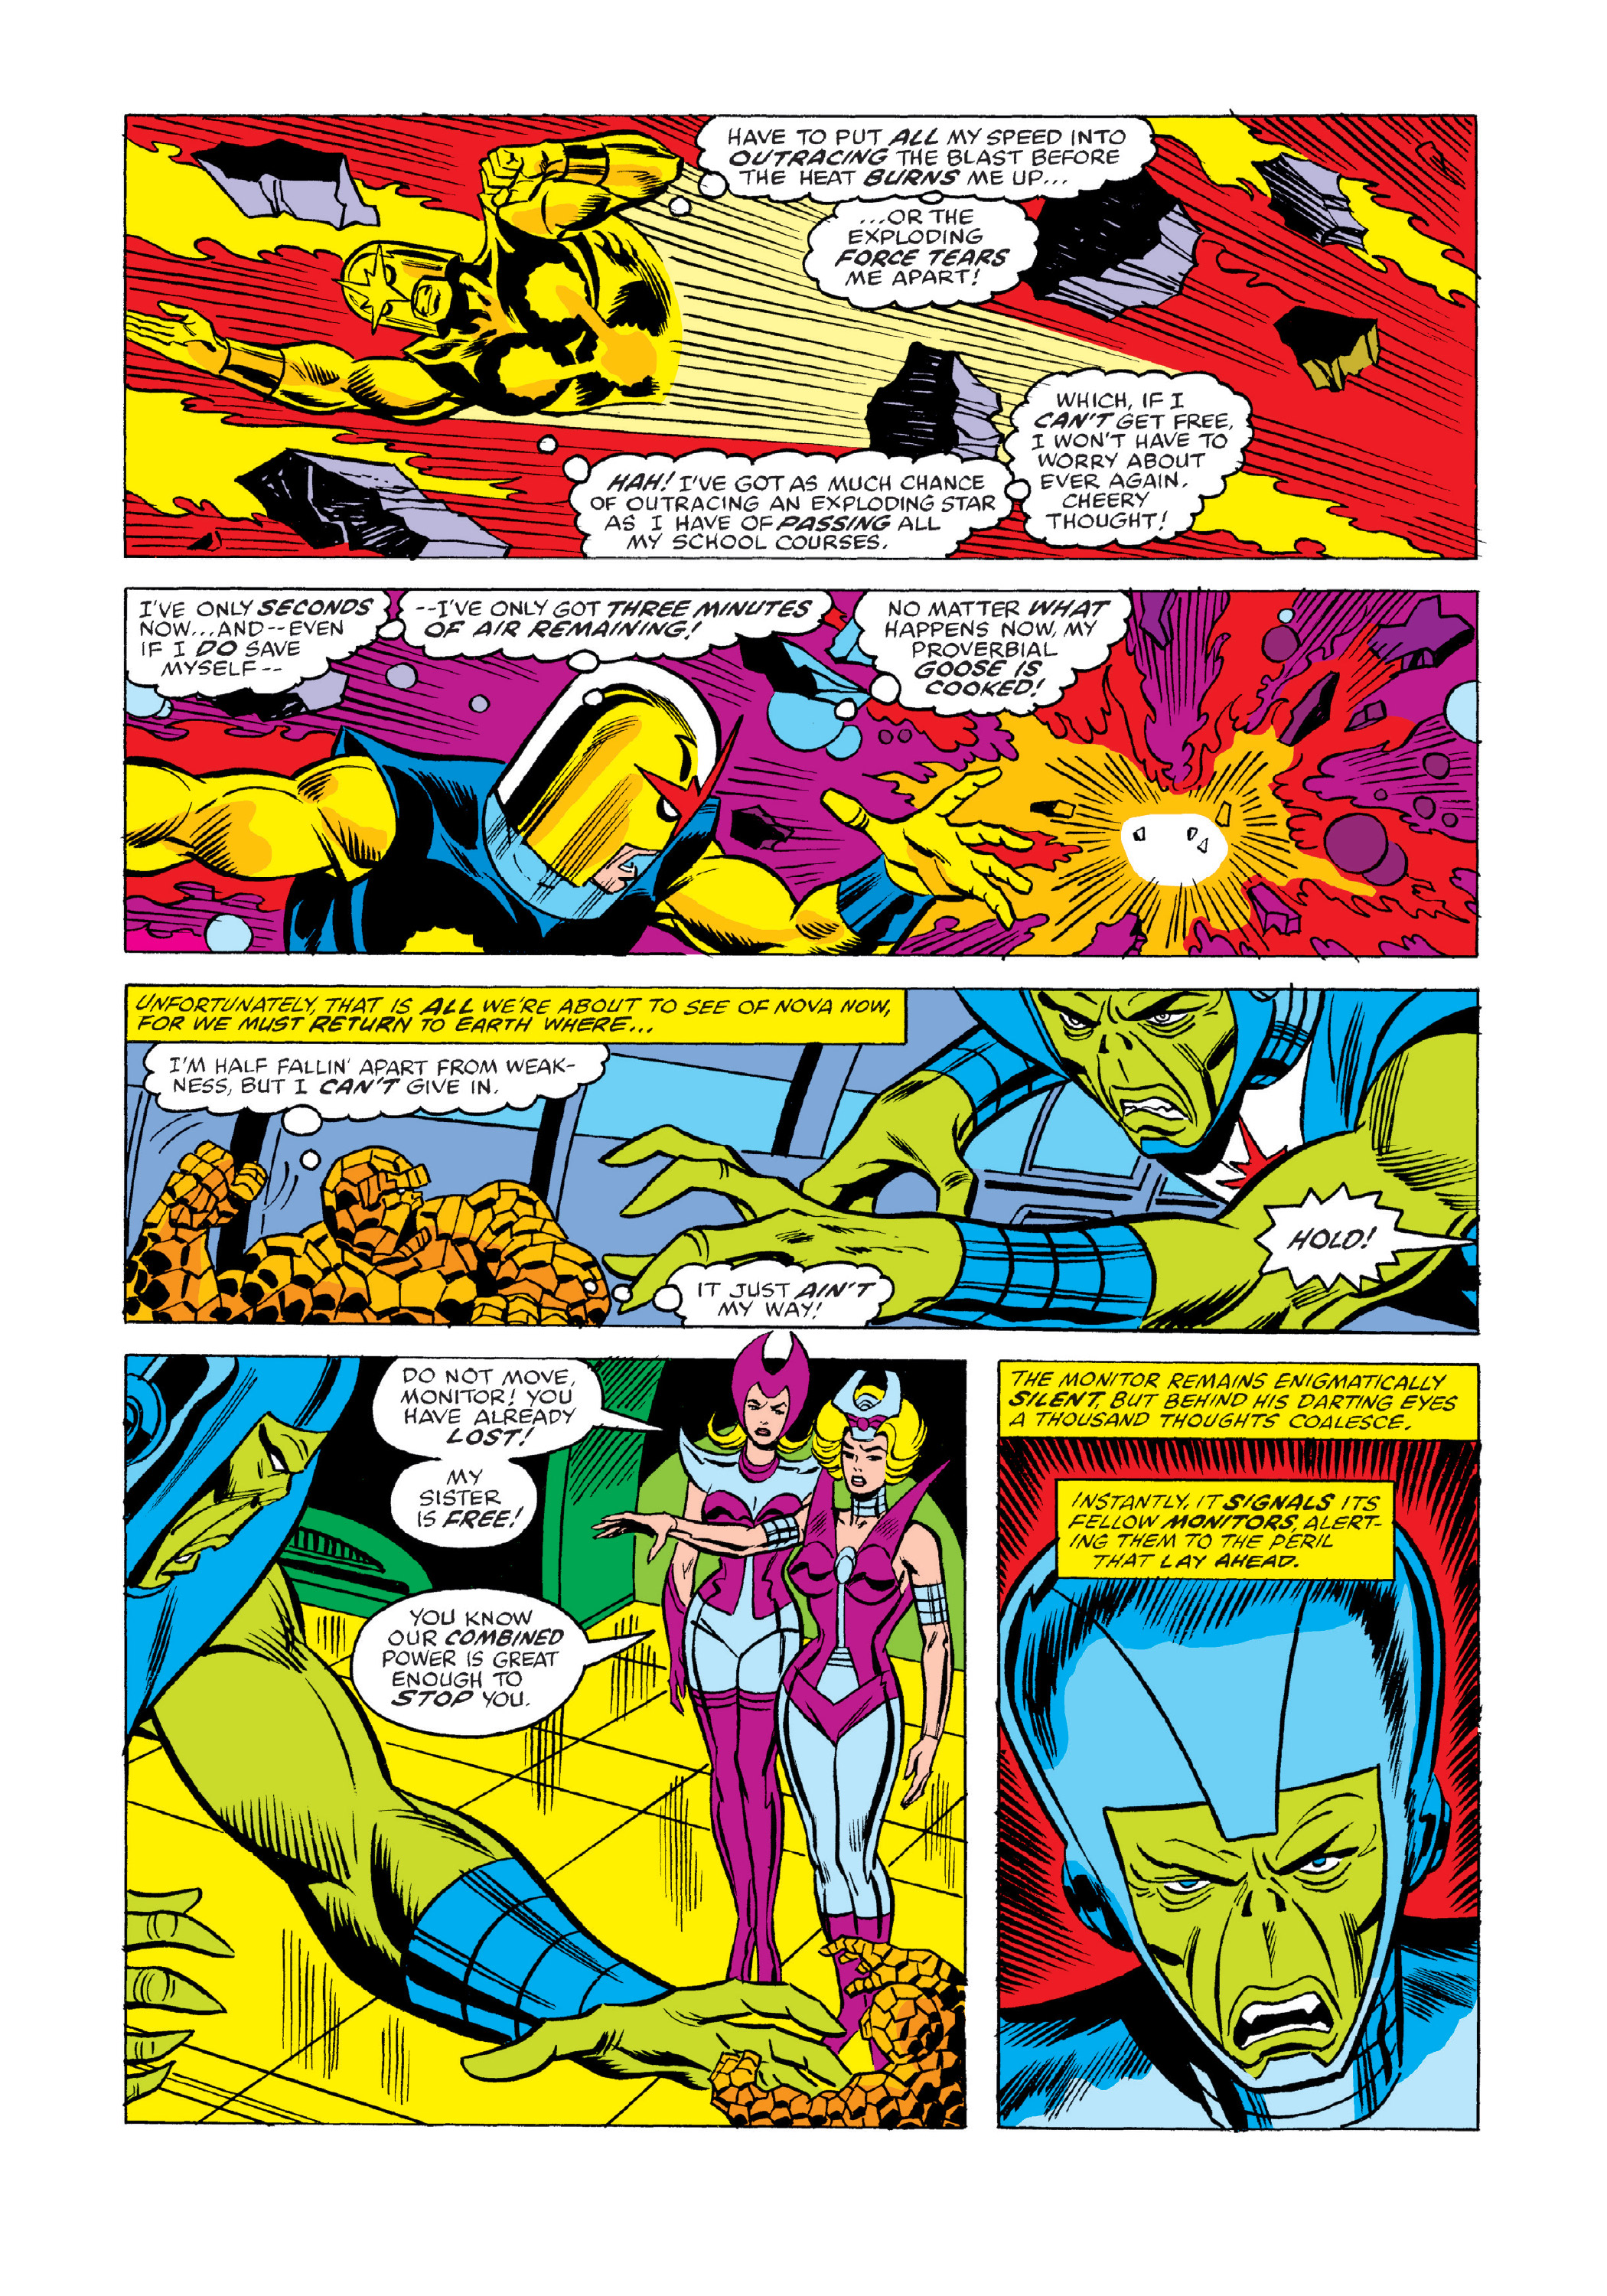 HAVE TO PUT ALL MY SPEED INTO
OUTRACING THE BLAST BEFORE
THE HEAT BURNS ME UP...
...OR THE
EXPLODING
FORCE TEARS
ME APART!
HAH! I'VE GOT AS MUCH CHANCE
OF OUTRACING AN EXPLODING STAR
AS I HAVE OF PASSING ALL
MY SCHOOL COURSES.
WHICH, IF I
CAN'T GET FREE,
I WON'T HAVE TO
WORRY ABOUT
EVER AGAIN.
CHEERY
THOUGHT!
I'VE ONLY SECONDS
NOW...AND--EVEN
IF I DO SAVE
MYSELF--
--I'VE ONLY GOT THREE MINUTES
OF AIR REMAINING!
NO MATTER WHAT
HAPPENS NOW, MY
PROVERBIAL
GOOSE IS
COOKED!
UNFORTUNATELY, THAT IS ALL WE'RE ABOUT TO SEE OF NOVA NOW,
FOR WE MUST RETURN TO EARTH WHERE...
I'M HALF FALLIN' APART FROM WEAK-
NESS, BUT I CAN'T GIVE IN.
IT JUST AIN'T
MY WAY!
HOLD!
DO NOT MOVE,
MONITOR! YOU
HAVE ALREADY
LOST!
MY
SISTER
IS FREE!
YOU KNOW
OUR COMBINED
POWER IS GREAT
ENOUGH TO
STOP YOU.
THE MONITOR REMAINS ENIGMATICALLY
SILENT, BUT BEHIND HIS DARTING EYES
A THOUSAND THOUGHTS COALESCE.
INSTANTLY, IT SIGNALS ITS
FELLOW MONITORS, ALERT-
ING THEM TO THE PERIL
THAT LAY AHEAD.